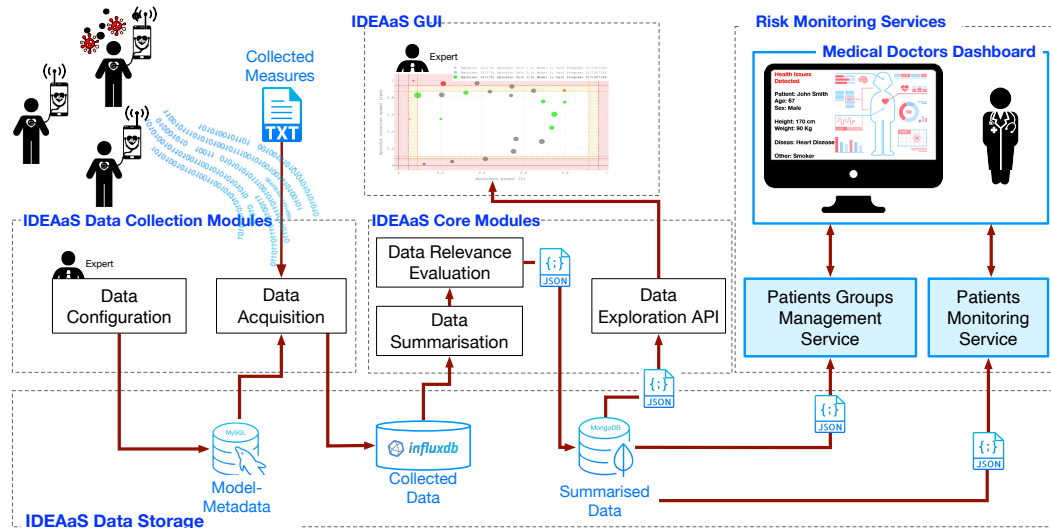 IDEAaS GUI
Risk Monitoring Services
Expert
Medical Doctors Dashboard
Collected
Measures
TXT
Health Issues
Detected
Patient: John Smith
Age: 67
Sex: Male
Height: 170 cm
Weight: 90 Kg
Diseas: Heart Disease
Other: Smoker
IDEAaS Data Collection Modules
IDEAaS Core Modules
Expert
Data
Configuration
Data
Acquisition
Data Relevance
Evaluation
Data
Summarisation
{;}
JSON
Data
Exploration API
Patients Groups
Management
Service
Patients
Monitoring
Service
{;}
JSON
{;}
JSON
{;}
JSON
MySQL
Model-
Metadata
influxdb
Collected
Data
MongoDB
Summarised
Data
IDEAaS Data Storage